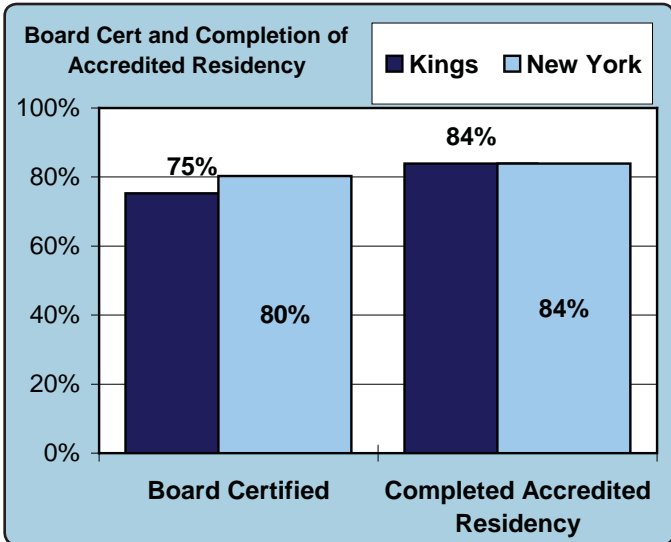 Board Cert and Completion of
Accredited Residency
Kings
New York
100%
80%
60%
40%
20%
0%
75%
80%
84%
84%
Board Certified
Completed Accredited
Residency